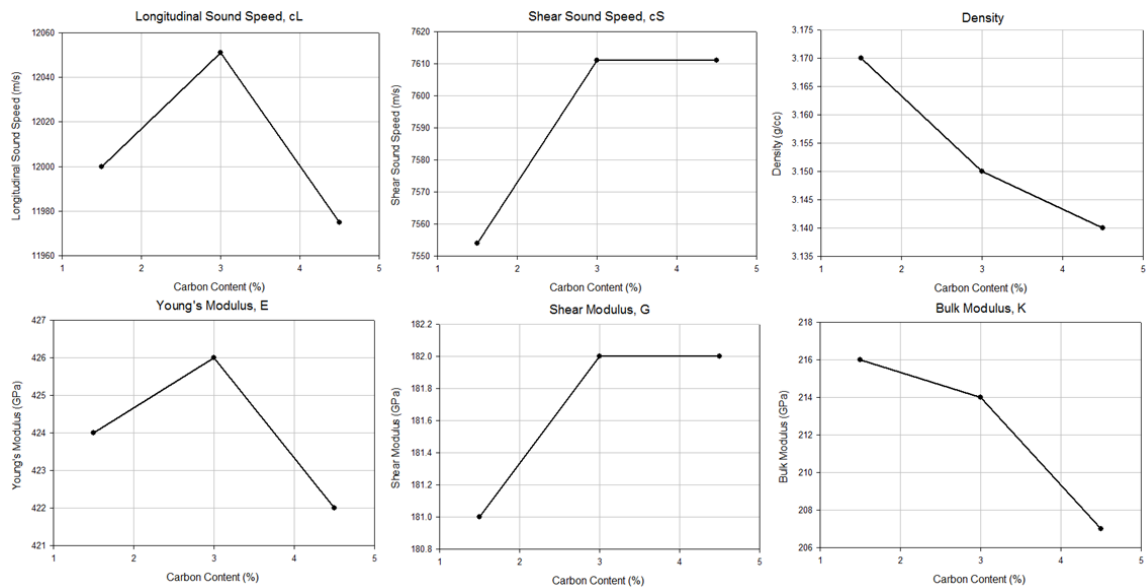 Longitudinal Sound Speed, cL
12060
12040
12020
12000
11980
11960
Longitudinal Sound Speed (m/s)
1 2 3 4 5
Carbon Content (%)
Shear Sound Speed, cS
7620
7610
7600
7590
7580
7570
7560
7550
Shear Sound Speed (m/s)
1 2 3 4 5
Carbon Content (%)
Density
3.175
3.170
3.165
3.160
3.155
3.150
3.145
3.140
3.135
Density (g/cc)
1 2 3 4 5
Carbon Content (%)
Young's Modulus, E
427
426
425
424
423
422
421
Young's Modulus (GPa)
1 2 3 4 5
Carbon Content (%)
Shear Modulus, G
182.2
182.0
181.8
181.6
181.4
181.2
181.0
180.8
Shear Modulus (GPa)
1 2 3 4 5
Carbon Content (%)
Bulk Modulus, K
218
216
214
212
210
208
206
Bulk Modulus (GPa)
1 2 3 4 5
Carbon Content (%)